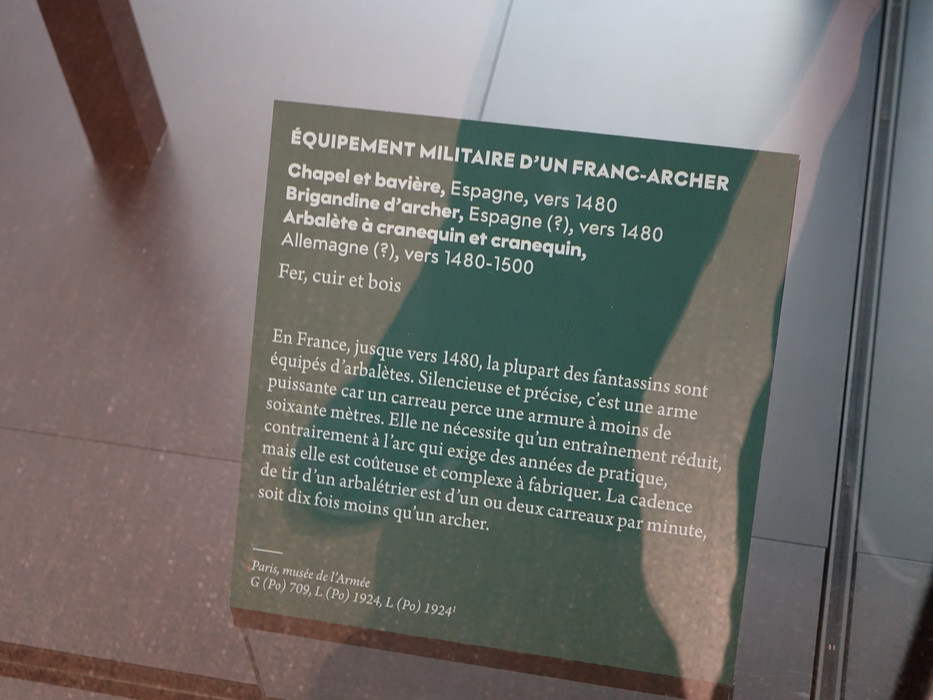 ÉQUIPEMENT MILITAIRE D'UN FRANC-ARCHER
Chapel et bavière, Espagne, vers 1480
Brigandine d'archer, Espagne (?), vers 1480
Arbalète à cranequin et cranequin,
Allemagne (?), vers 1480-1500
Fer, cuir et bois
En France, jusque vers 1480, la plupart des fantassins sont
équipés d'arbalètes. Silencieuse et précise, c'est une arme
puissante car un carreau perce une armure à moins de
soixante mètres. Elle ne nécessite qu'un entraînement réduit,
contrairement à l'arc qui exige des années de pratique,
mais elle est coûteuse et complexe à fabriquer. La cadence
de tir d'un arbalétrier est d'un ou deux carreaux par minute,
soit dix fois moins qu'un archer.
Paris, musée de l'Armée
G (Po) 709, L (Po) 1924, L (Po) 1924¹